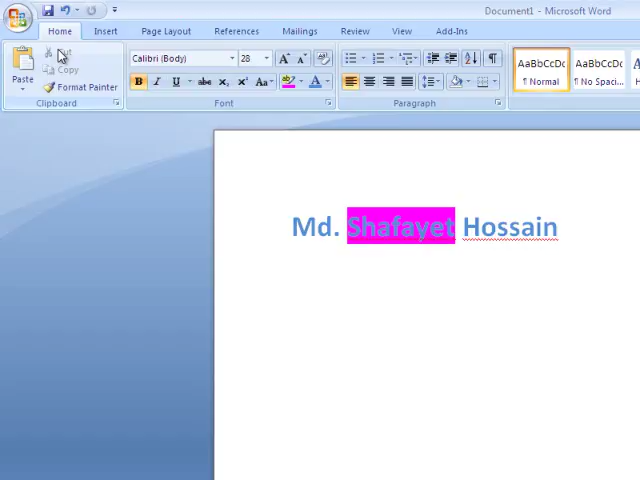 Document1 - Microsoft Word
Home Insert Page Layout References Mailings Review View Add-Ins
Paste
Copy
Format Painter
Clipboard
Calibri (Body) 28
B I U abc x₂ x² Aa
Font
Paragraph
AaBbCcDc AaBbCcDc
¶ Normal ¶ No Spaci...
Md. Shafayet Hossain